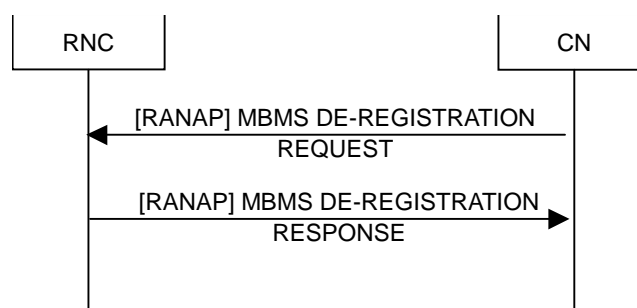 RNC
CN
[RANAP] MBMS DE-REGISTRATION
REQUEST
[RANAP] MBMS DE-REGISTRATION
RESPONSE